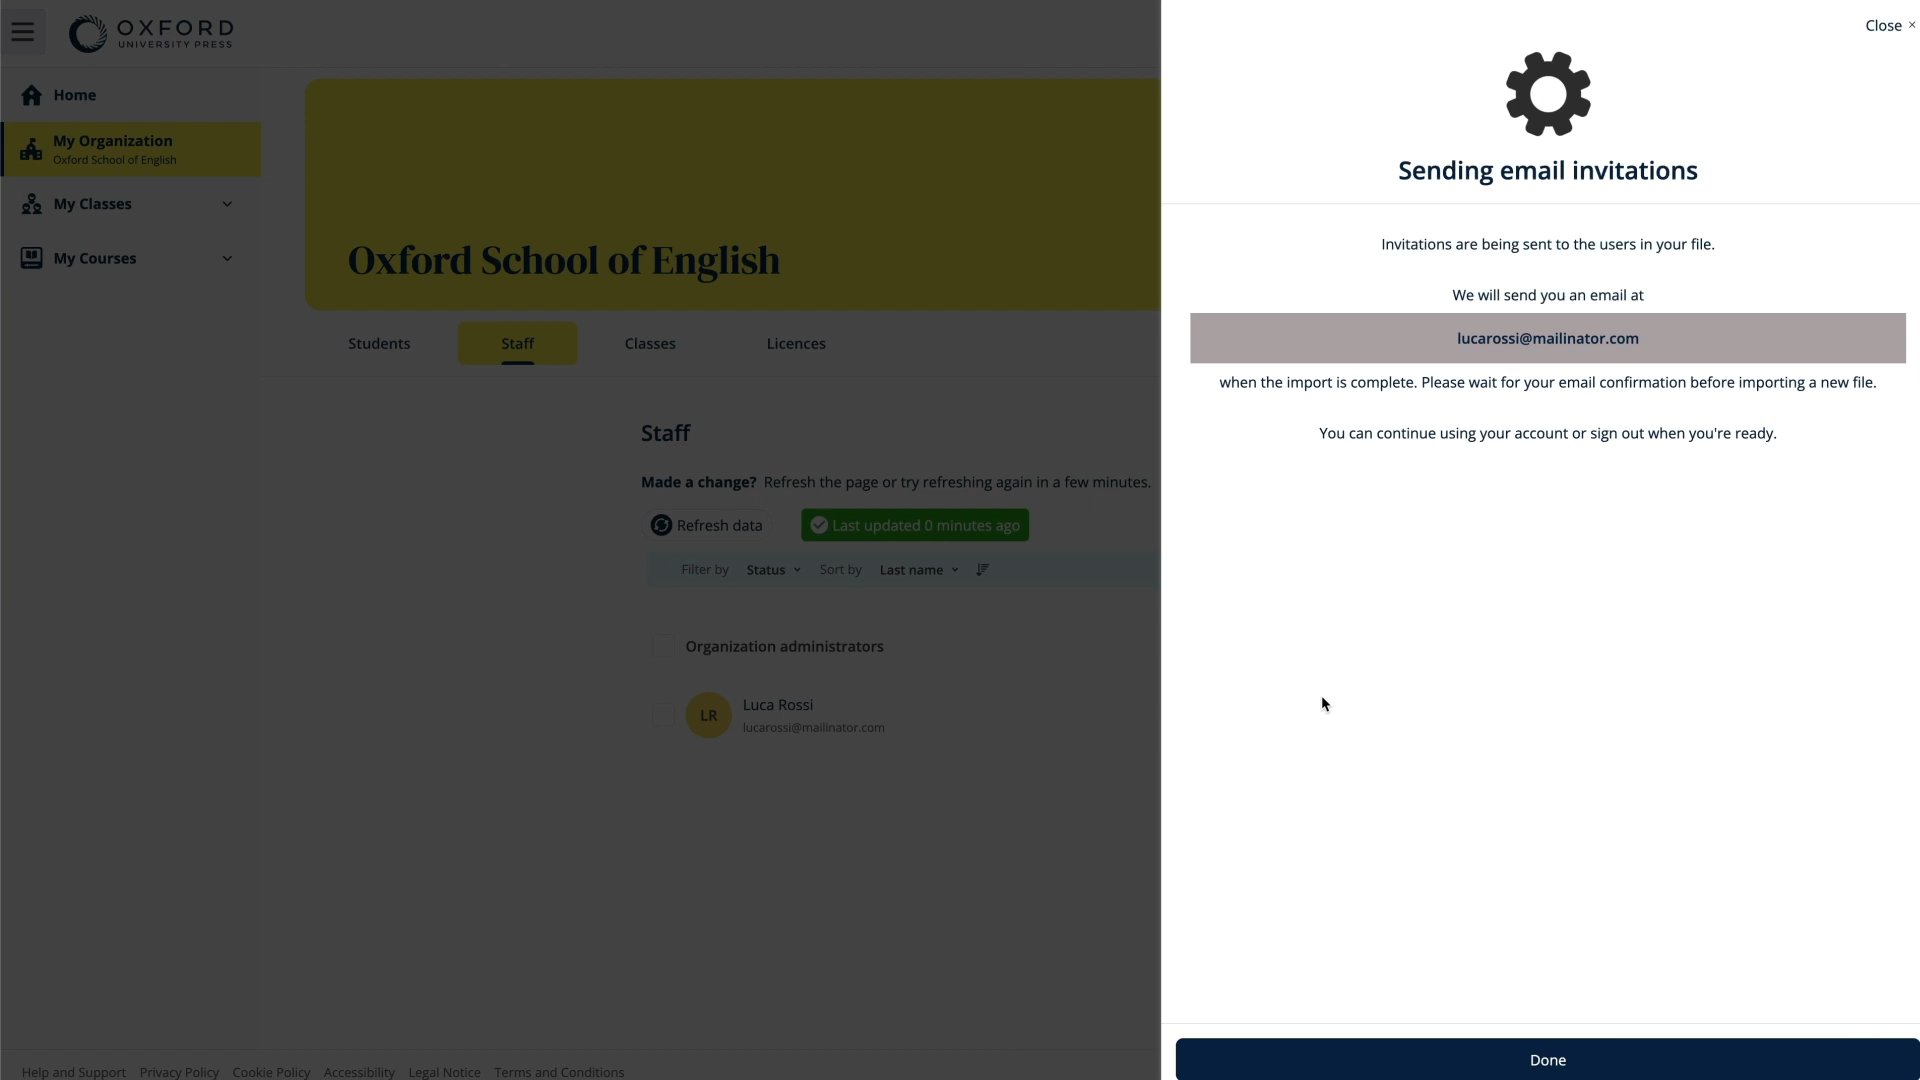 OXFORD
UNIVERSITY PRESS
Home
My Organization
Oxford School of English
My Classes
My Courses
Oxford School of English
Students
Staff
Classes
Licences
Staff
Made a change? Refresh the page or try refreshing again in a few minutes.
Refresh data
Last updated 0 minutes ago
Filter by Status Sort by Last name
Organization administrators
LR
Luca Rossi
lucarossi@mailinator.com
Help and Support Privacy Policy Cookie Policy Accessibility Legal Notice Terms and Conditions
Close ×
Sending email invitations
Invitations are being sent to the users in your file.
We will send you an email at
lucarossi@mailinator.com
when the import is complete. Please wait for your email confirmation before importing a new file.
You can continue using your account or sign out when you're ready.
Done